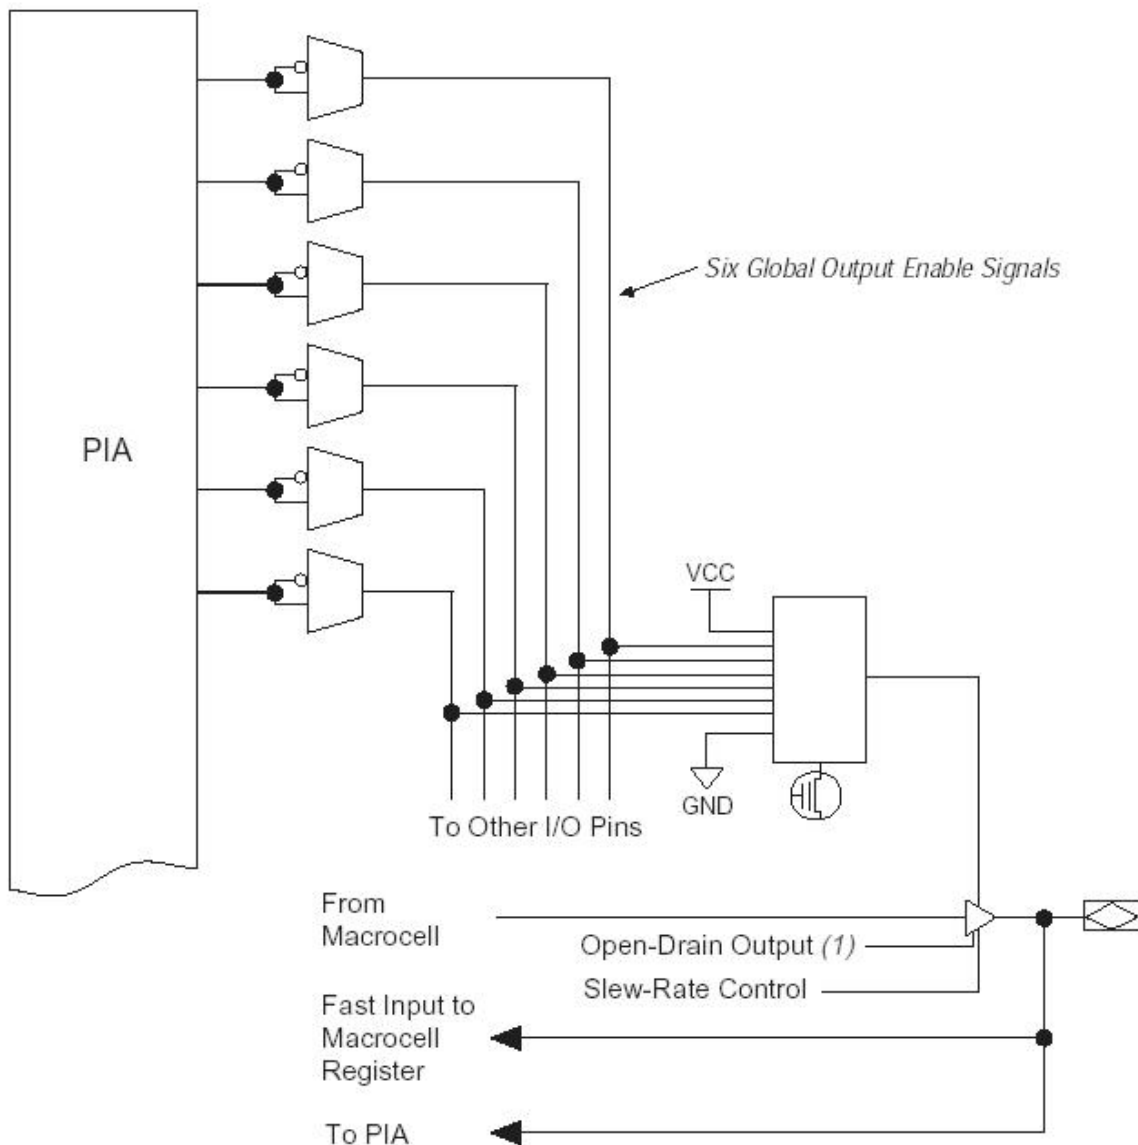 Six Global Output Enable Signals
PIA
VCC
GND
To Other I/O Pins
From
Macrocell
Open-Drain Output (1)
Slew-Rate Control
Fast Input to
Macrocell
Register
To PIA